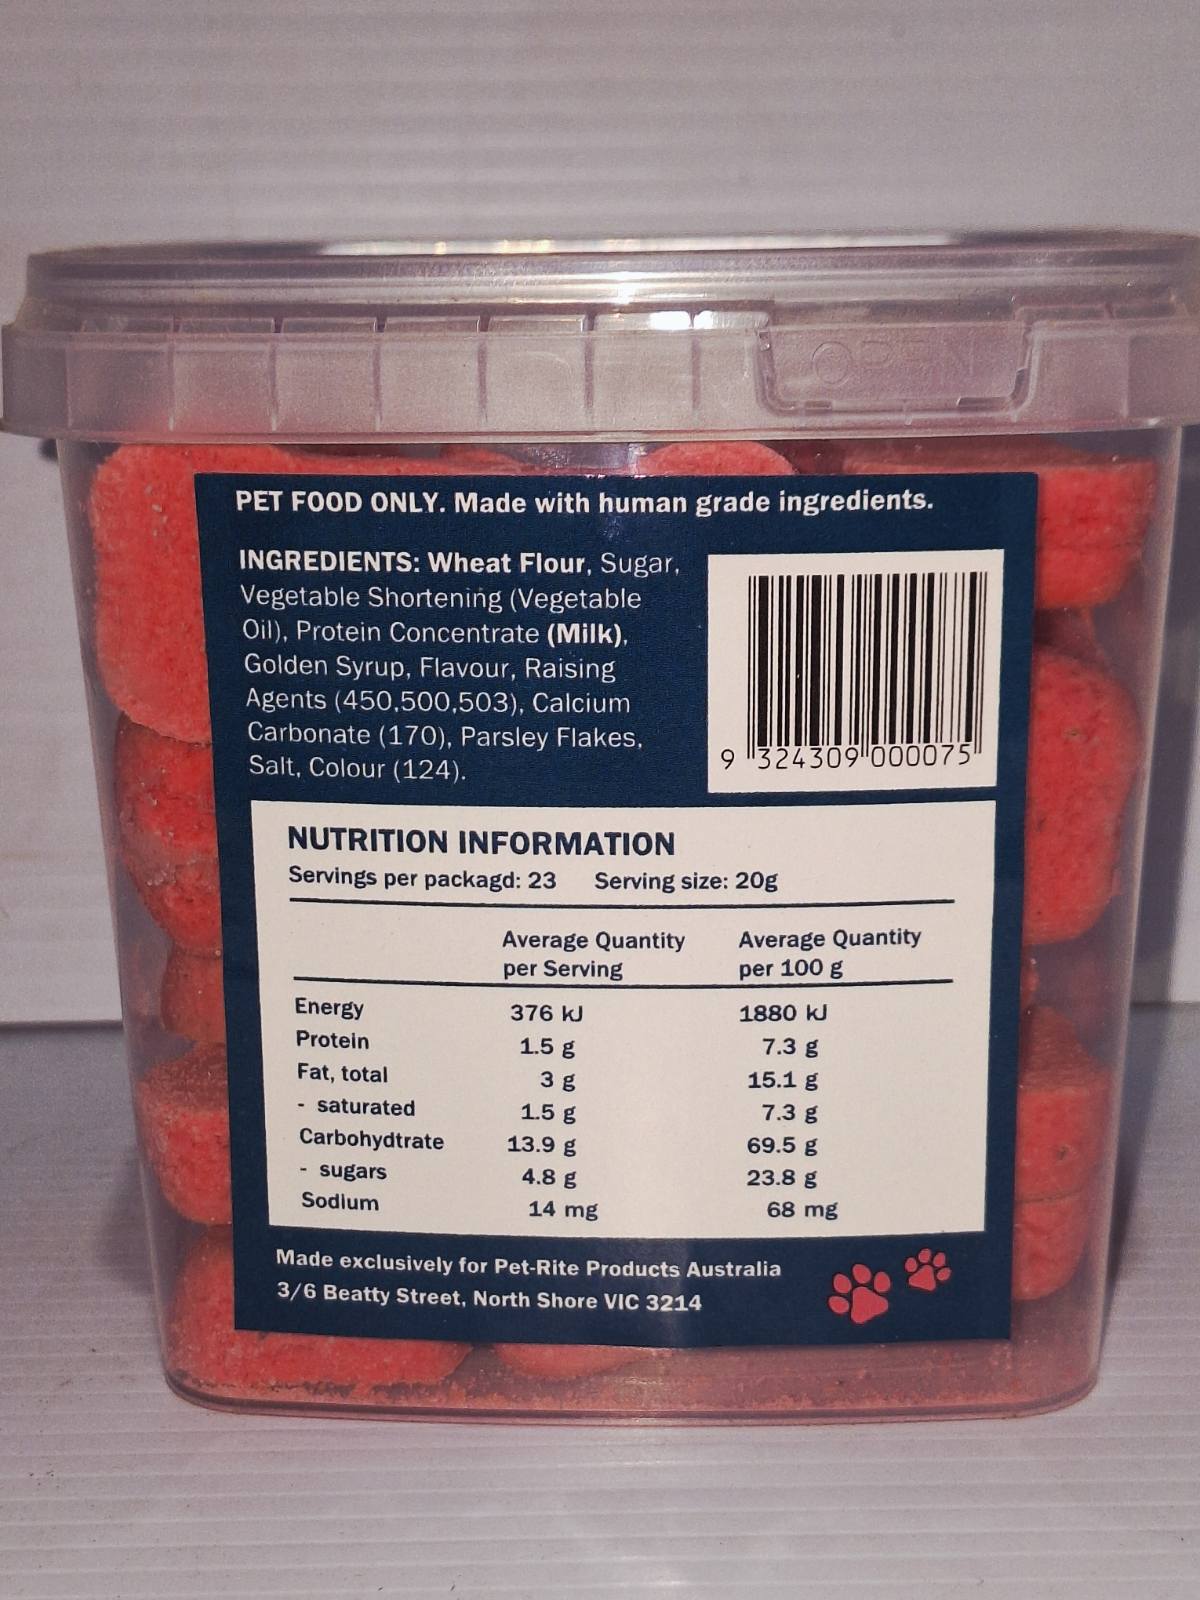 OPEN
PET FOOD ONLY. Made with human grade ingredients.
INGREDIENTS: Wheat Flour, Sugar,
Vegetable Shortening (Vegetable
Oil), Protein Concentrate (Milk),
Golden Syrup, Flavour, Raising
Agents (450,500,503), Calcium
Carbonate (170), Parsley Flakes,
Salt, Colour (124).
9 324309 000075
NUTRITION INFORMATION
Servings per packagd: 23 Serving size: 20g
Average Quantity Average Quantity
per Serving per 100 g
Energy 376 kJ 1880 kJ
Protein 1.5 g 7.3 g
Fat, total 3 g 15.1 g
- saturated 1.5 g 7.3 g
Carbohydtrate 13.9 g 69.5 g
- sugars 4.8 g 23.8 g
Sodium 14 mg 68 mg
Made exclusively for Pet-Rite Products Australia
3/6 Beatty Street, North Shore VIC 3214